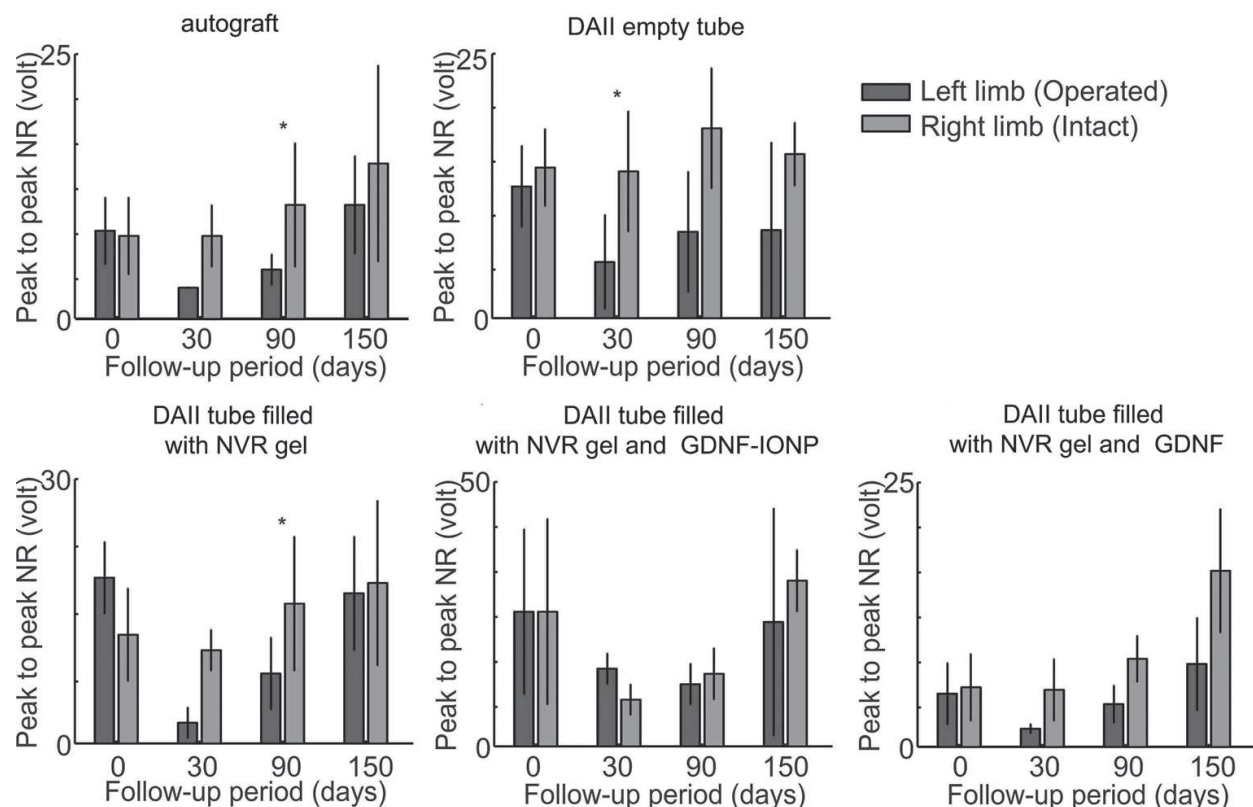 autograft
25
Peak to peak NR (volt)
*
0
0 30 90 150
Follow-up period (days)
DAII empty tube
25
Peak to peak NR (volt)
*
0
0 30 90 150
Follow-up period (days)
Left limb (Operated)
Right limb (Intact)
DAII tube filled
with NVR gel
30
Peak to peak NR (volt)
*
0
0 30 90 150
Follow-up period (days)
DAII tube filled
with NVR gel and GDNF-IONP
50
Peak to peak NR (volt)
0
0 30 90 150
Follow-up period (days)
DAII tube filled
with NVR gel and GDNF
25
Peak to peak NR (volt)
0
0 30 90 150
Follow-up period (days)